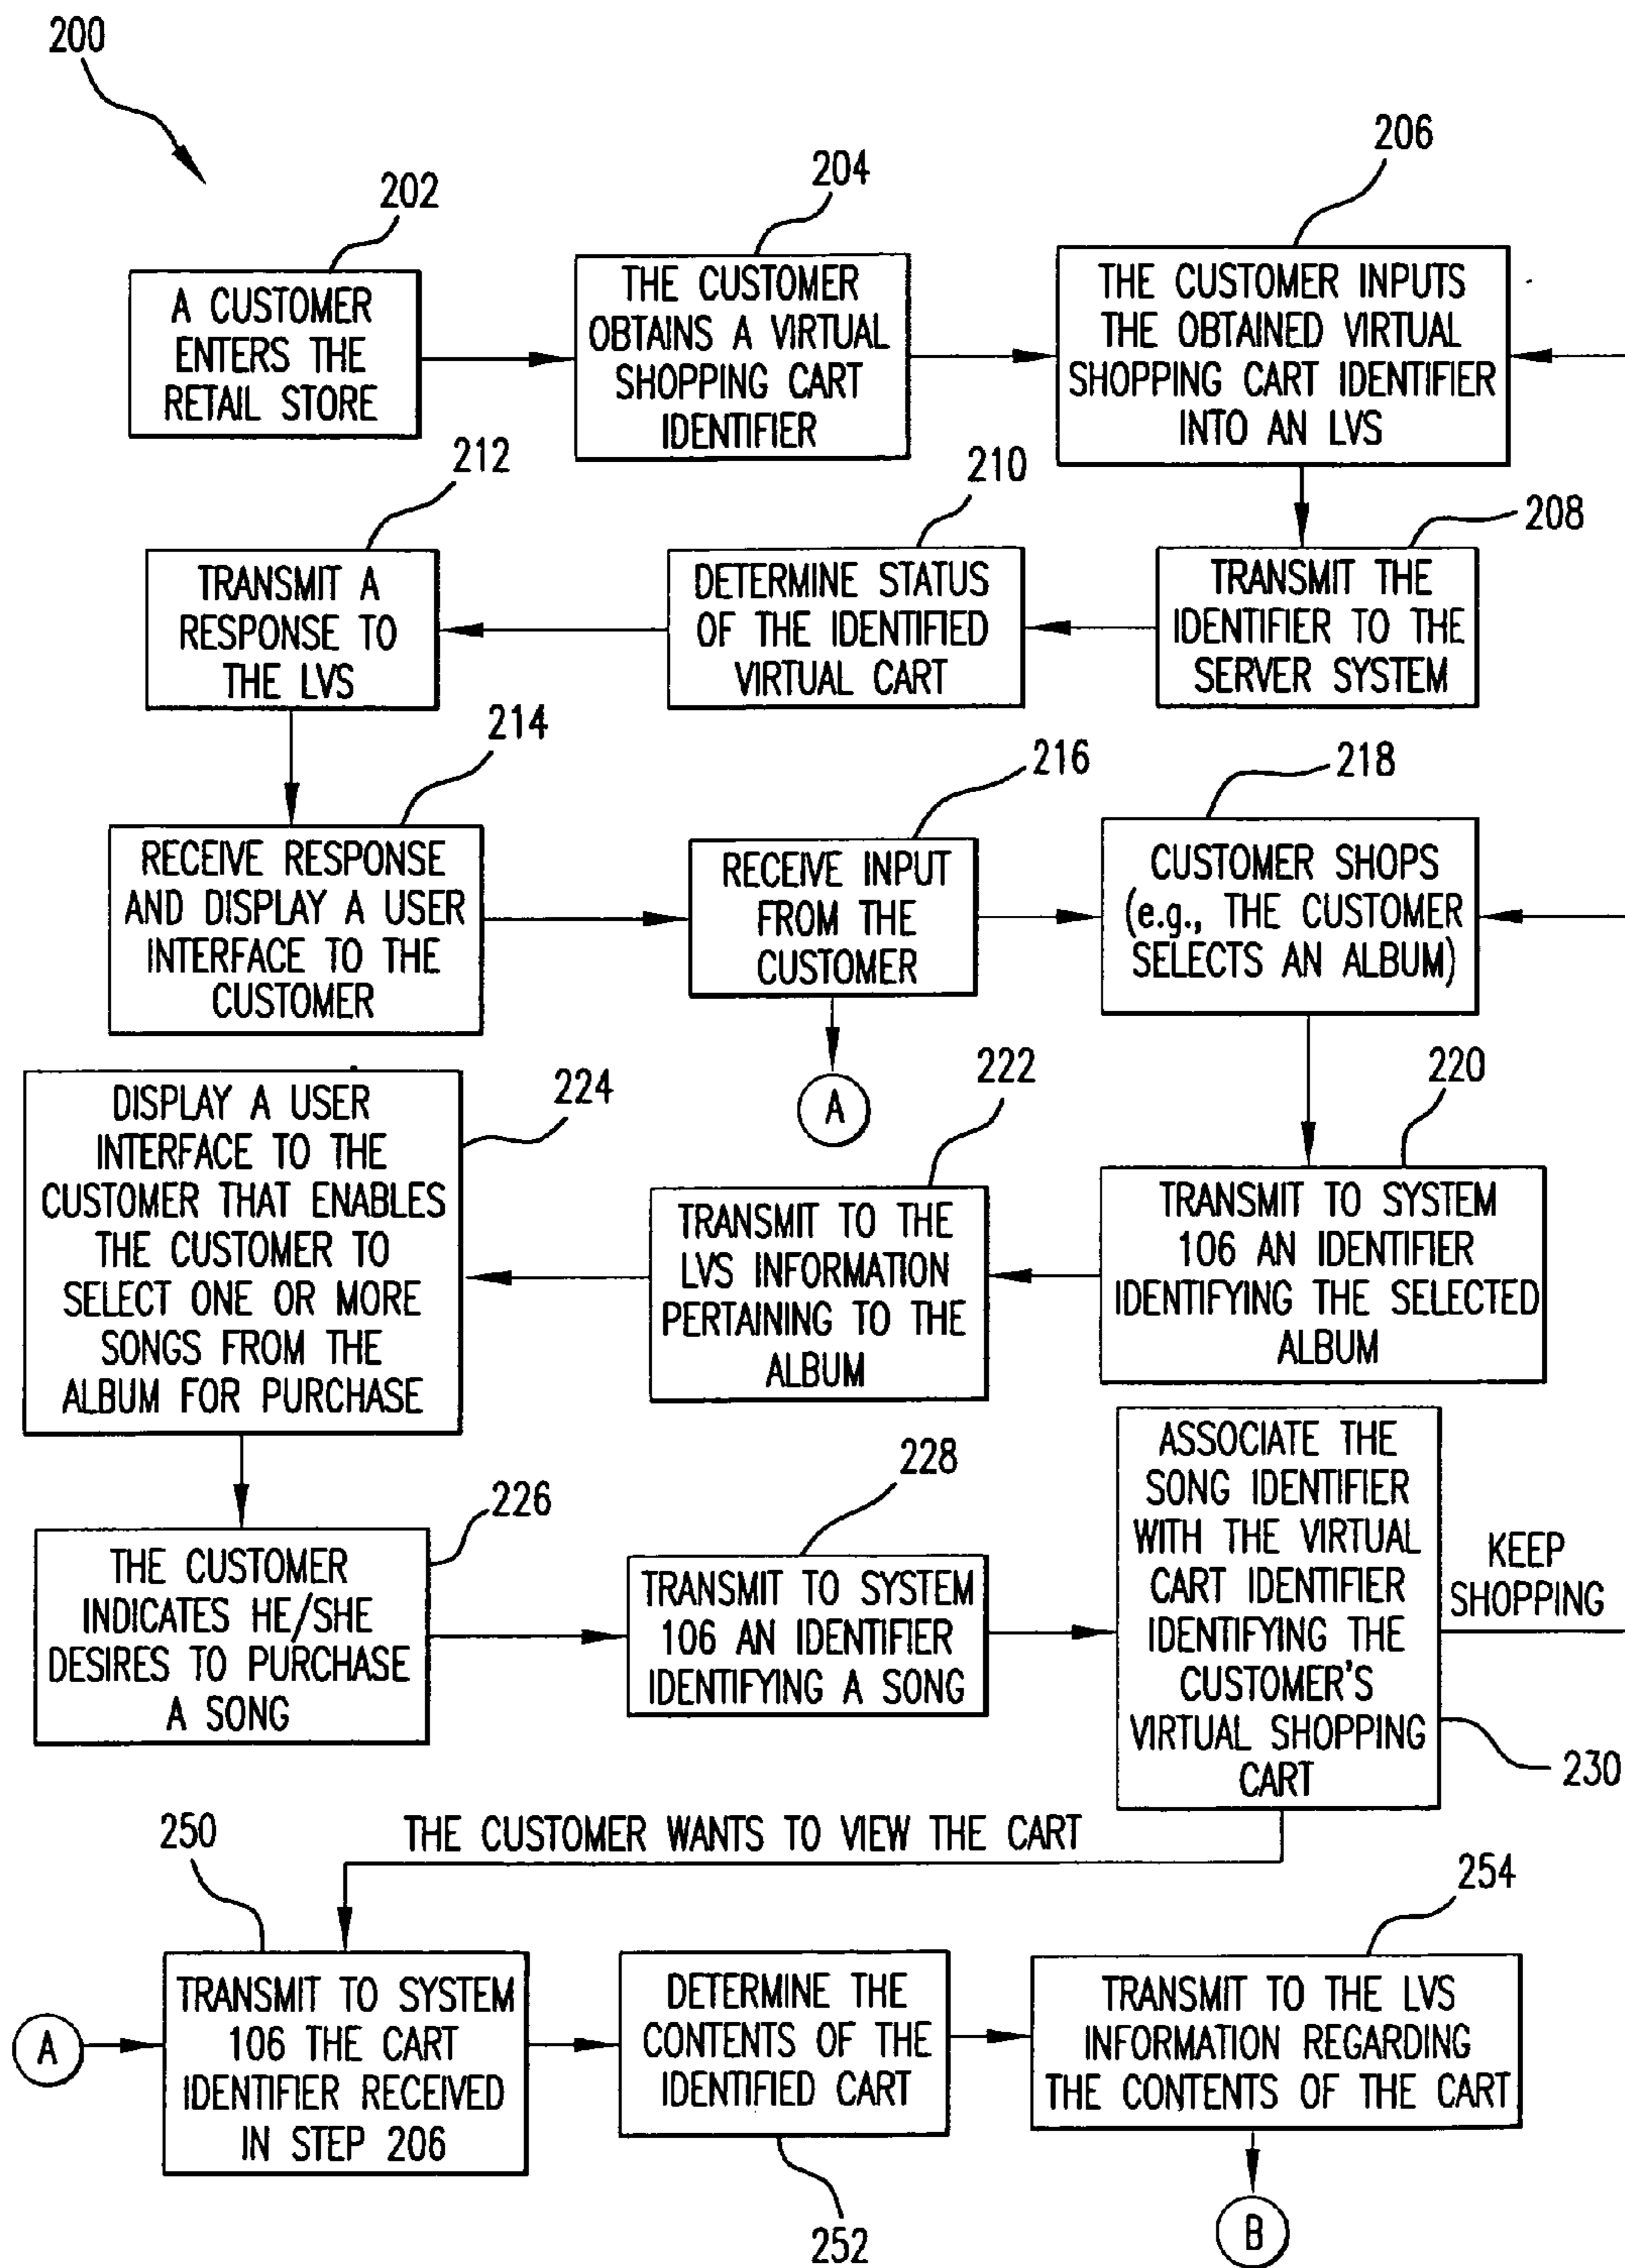 200
202
A CUSTOMER
ENTERS THE
RETAIL STORE
204
THE CUSTOMER
OBTAINS A VIRTUAL
SHOPPING CART
IDENTIFIER
206
THE CUSTOMER INPUTS
THE OBTAINED VIRTUAL
SHOPPING CART IDENTIFIER
INTO AN LVS
208
TRANSMIT THE
IDENTIFIER TO THE
SERVER SYSTEM
210
DETERMINE STATUS
OF THE IDENTIFIED
VIRTUAL CART
212
TRANSMIT A
RESPONSE TO
THE LVS
214
RECEIVE RESPONSE
AND DISPLAY A USER
INTERFACE TO THE
CUSTOMER
216
RECEIVE INPUT
FROM THE
CUSTOMER
A
218
CUSTOMER SHOPS
(e.g., THE CUSTOMER
SELECTS AN ALBUM)
220
TRANSMIT TO SYSTEM
106 AN IDENTIFIER
IDENTIFYING THE SELECTED
ALBUM
222
TRANSMIT TO THE
LVS INFORMATION
PERTAINING TO THE
ALBUM
224
DISPLAY A USER
INTERFACE TO THE
CUSTOMER THAT ENABLES
THE CUSTOMER TO
SELECT ONE OR MORE
SONGS FROM THE
ALBUM FOR PURCHASE
226
THE CUSTOMER
INDICATES HE/SHE
DESIRES TO PURCHASE
A SONG
228
TRANSMIT TO SYSTEM
106 AN IDENTIFIER
IDENTIFYING A SONG
ASSOCIATE THE
SONG IDENTIFIER
WITH THE VIRTUAL
CART IDENTIFIER
IDENTIFYING THE
CUSTOMER'S
VIRTUAL SHOPPING
CART
230
KEEP
SHOPPING
THE CUSTOMER WANTS TO VIEW THE CART
250
A
TRANSMIT TO SYSTEM
106 THE CART
IDENTIFIER RECEIVED
IN STEP 206
DETERMINE THE
CONTENTS OF THE
IDENTIFIED CART
252
254
TRANSMIT TO THE LVS
INFORMATION REGARDING
THE CONTENTS OF THE CART
B